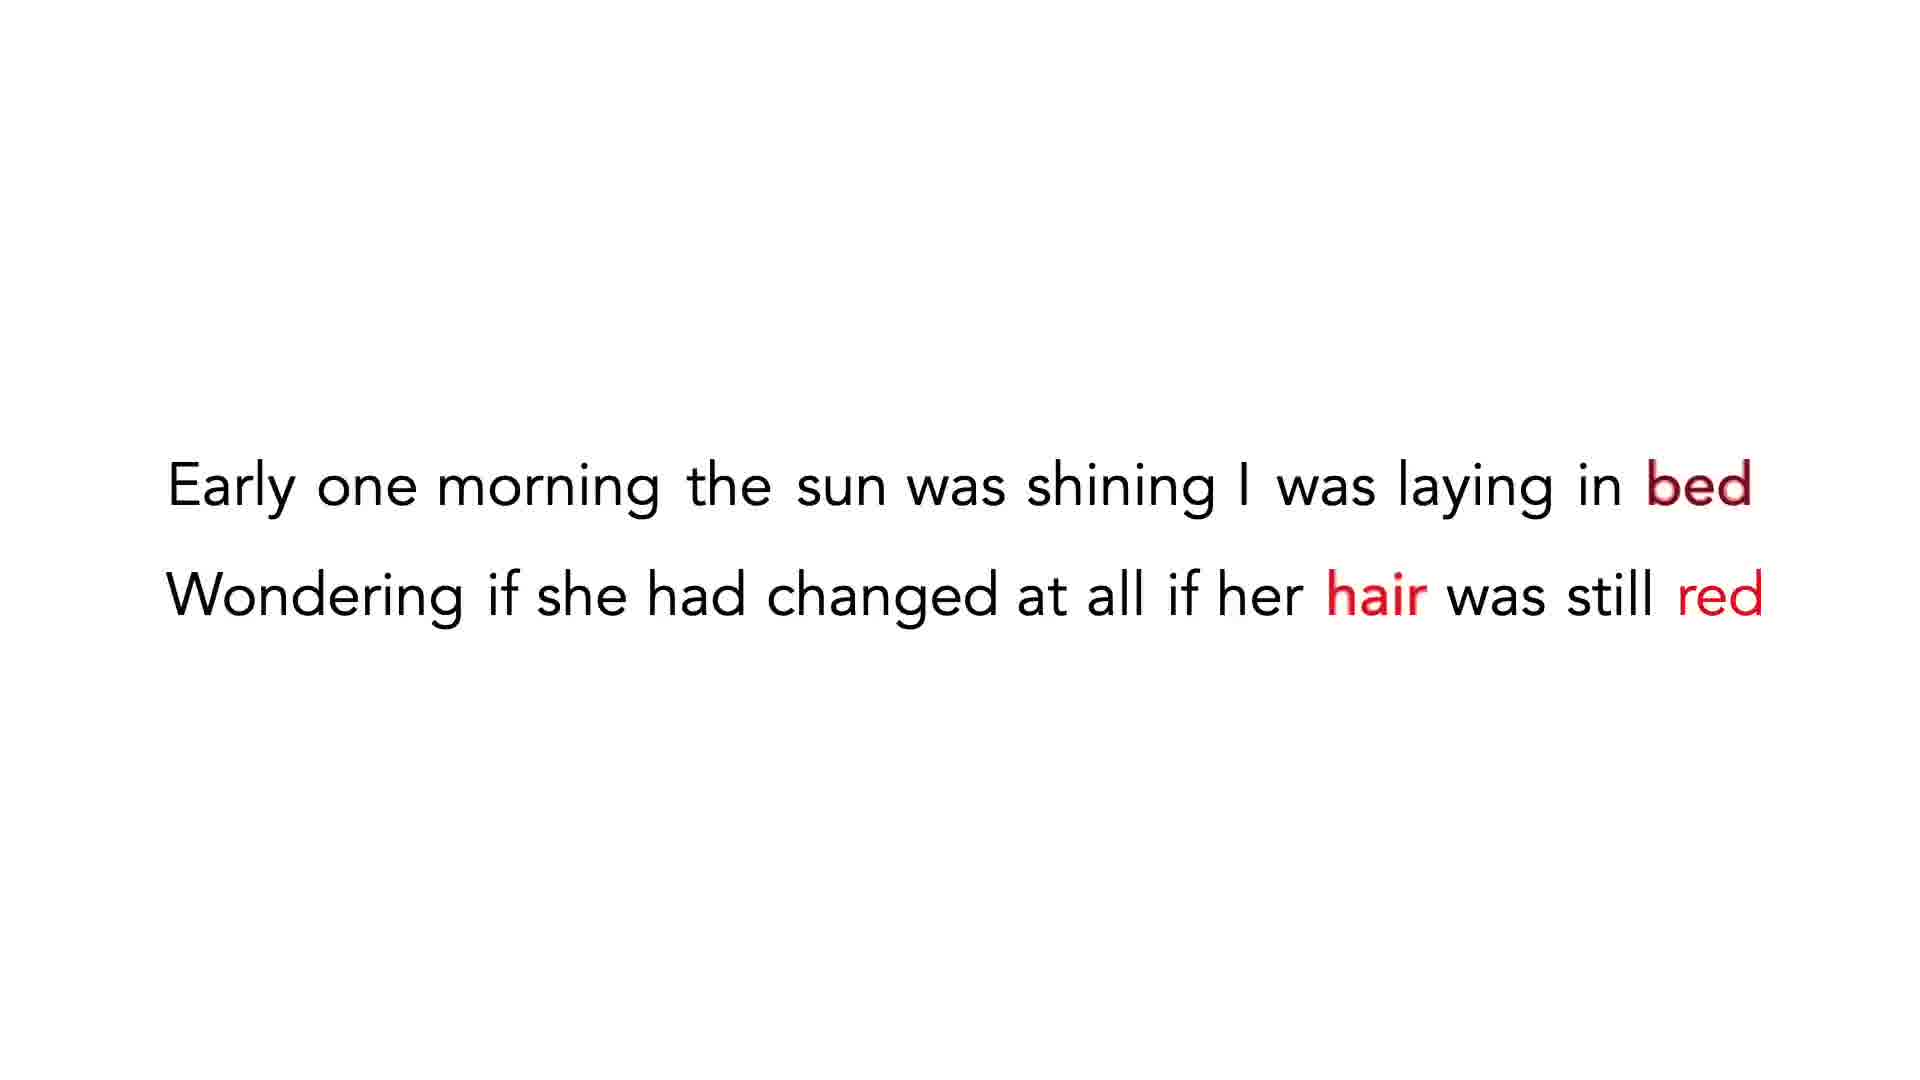 Early one morning the sun was shining I was laying in bed
Wondering if she had changed at all if her hair was still red